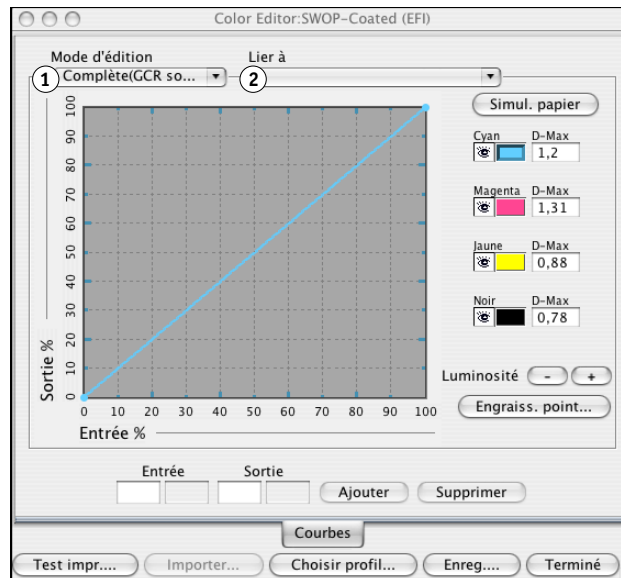 Color Editor:SWOP-Coated (EFI)
Mode d'édition Lier à
1 Complète(GCR so... 2
Simul. papier
Cyan D-Max
1,2
Magenta D-Max
1,31
Jaune D-Max
0,88
Noir D-Max
0,78
Luminosité - +
Engraiss. point...
Sortie %
100
90
80
70
60
50
40
30
20
10
0
0 10 20 30 40 50 60 70 80 90 100
Entrée %
Entrée Sortie
Ajouter Supprimer
Courbes
Test impr.... Importer... Choisir profil... Enreg.... Terminé